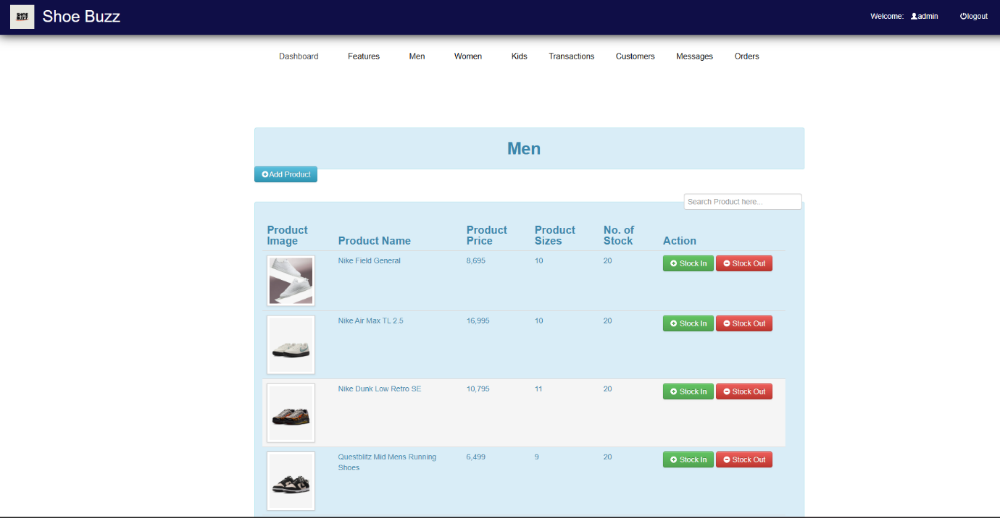 SHOE
BUZZ
Shoe Buzz
Welcome: admin logout
Dashboard Features Men Women Kids Transactions Customers Messages Orders
Men
Add Product
Search Product here...
Product Image Product Name Product Price Product Sizes No. of Stock Action
Nike Field General 8,695 10 20 Stock In Stock Out
Nike Air Max TL 2.5 16,995 10 20 Stock In Stock Out
Nike Dunk Low Retro SE 10,795 11 20 Stock In Stock Out
Questblitz Mid Mens Running 6,499 9 20 Stock In Stock Out
Shoes